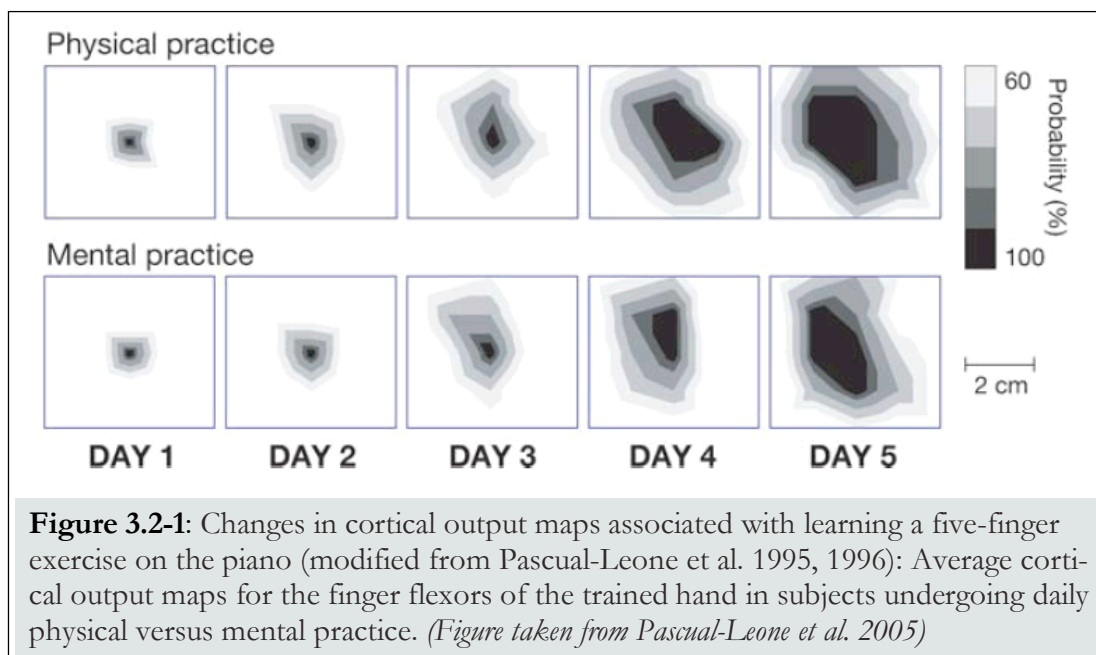 Physical practice
60
Probability (%)
100
Mental practice
2 cm
DAY 1 DAY 2 DAY 3 DAY 4 DAY 5
Figure 3.2-1: Changes in cortical output maps associated with learning a five-finger
exercise on the piano (modified from Pascual-Leone et al. 1995, 1996): Average corti-
cal output maps for the finger flexors of the trained hand in subjects undergoing daily
physical versus mental practice. (Figure taken from Pascual-Leone et al. 2005)